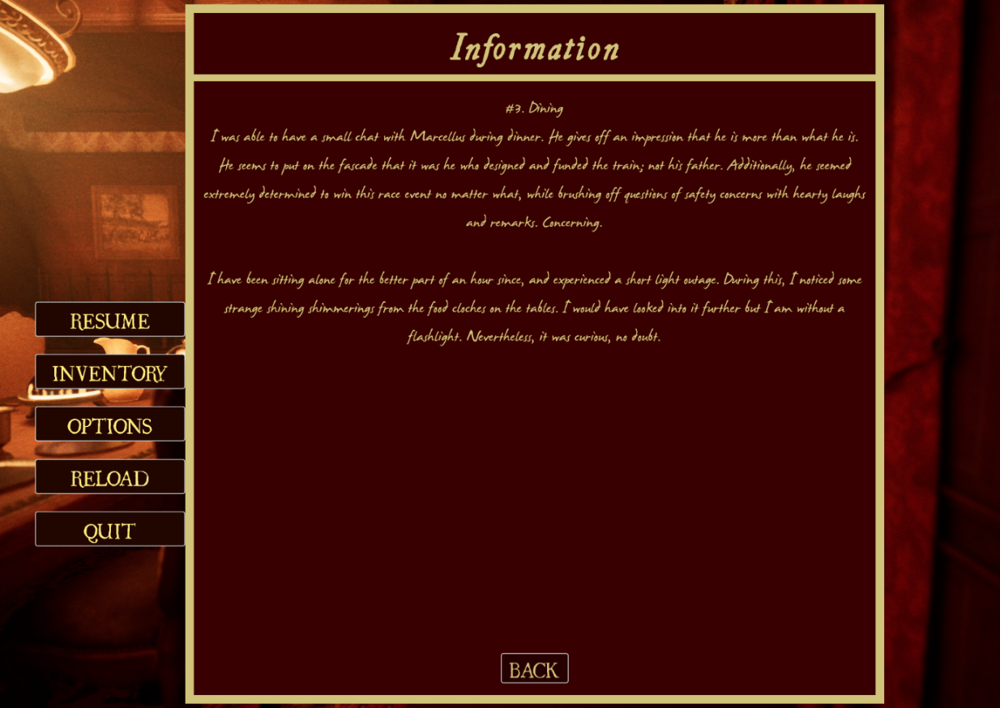 Information
#3. Dining
I was able to have a small chat with Marcellus during dinner. He gives off an impression that he is more than what he is.
He seems to put on the fascade that it was he who designed and funded the train; not his father. Additionally, he seemed
extremely determined to win this race event no matter what, while brushing off questions of safety concerns with hearty laughs
and remarks. Concerning.
I have been sitting alone for the better part of an hour since, and experienced a short light outage. During this, I noticed some
strange shining shimmerings from the food cloches on the tables. I would have looked into it further but I am without a
flashlight. Nevertheless, it was curious, no doubt.
RESUME
INVENTORY
OPTIONS
RELOAD
QUIT
BACK